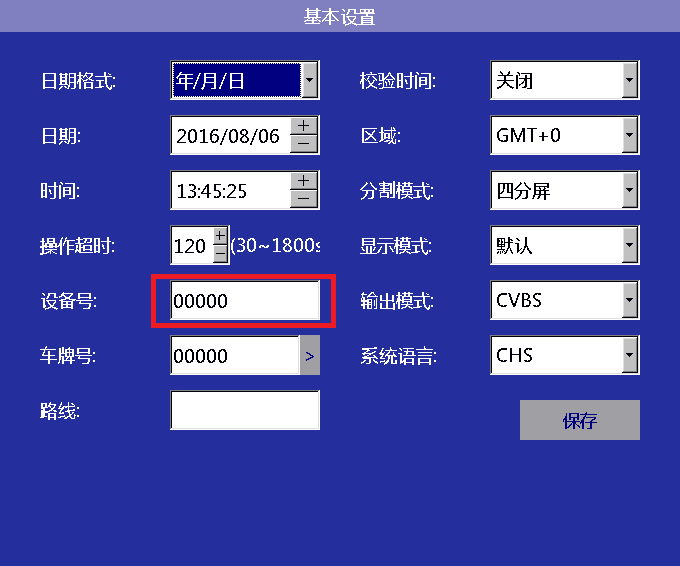 基本设置
日期格式: 年/月/日 校验时间: 关闭
日期: 2016/08/06 + − 区域: GMT+0
时间: 13:45:25 + − 分割模式: 四分屏
操作超时: 120 + − (30~1800s 显示模式: 默认
设备号: 00000 输出模式: CVBS
车牌号: 00000 > 系统语言: CHS
路线:
保存